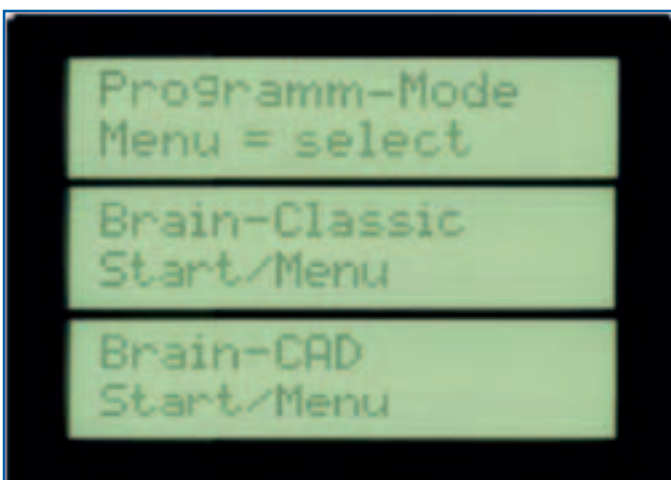 Programm-Mode
Menu = select
Brain-Classic
Start/Menu
Brain-CAD
Start/Menu